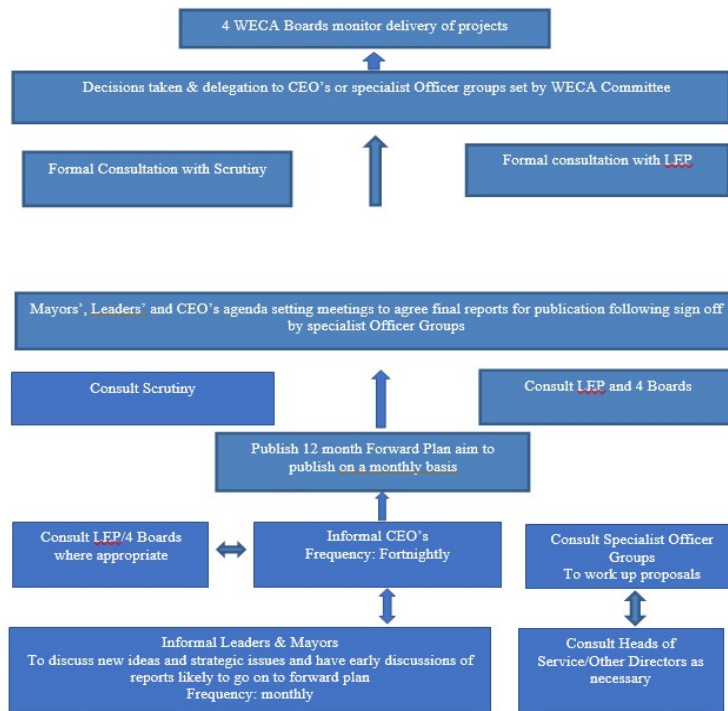 4 WECA Boards monitor delivery of projects
Decisions taken & delegation to CEO's or specialist Officer groups set by WECA Committee
Formal Consultation with Scrutiny
Formal consultation with LEP
Mayors', Leaders' and CEO's agenda setting meetings to agree final reports for publication following sign off
by specialist Officer Groups
Consult Scrutiny
Consult LEP and 4 Boards
Publish 12 month Forward Plan aim to
publish on a monthly basis
Consult LEP/4 Boards
where appropriate
Informal CEO's
Frequency: Fortnightly
Consult Specialist Officer
Groups
To work up proposals
Informal Leaders & Mayors
To discuss new ideas and strategic issues and have early discussions of
reports likely to go on to forward plan
Frequency: monthly
Consult Heads of
Service/Other Directors as
necessary